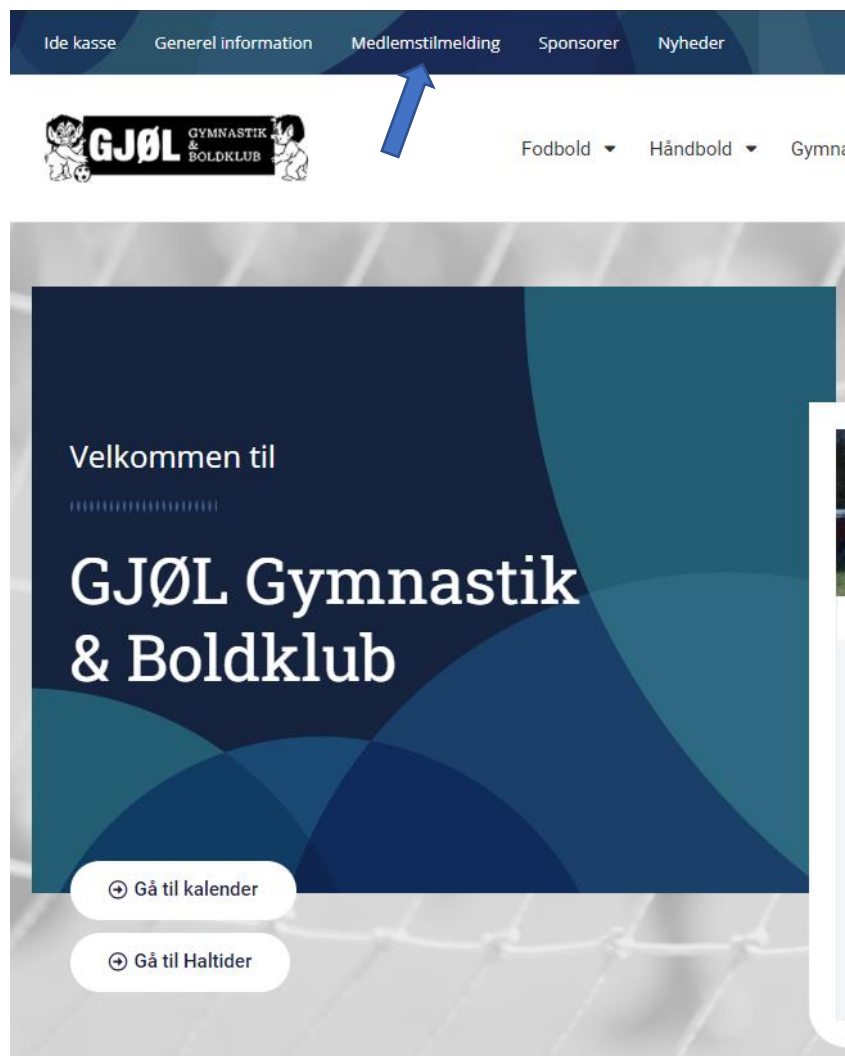 Ide kasse Generel information Medlemstilmelding Sponsorer Nyheder
GJØL GYMNASTIK
&
BOLDKLUB
Fodbold Håndbold
Velkommen til
GJØL Gymnastik
& Boldklub
Gå til kalender
Gå til Haltider